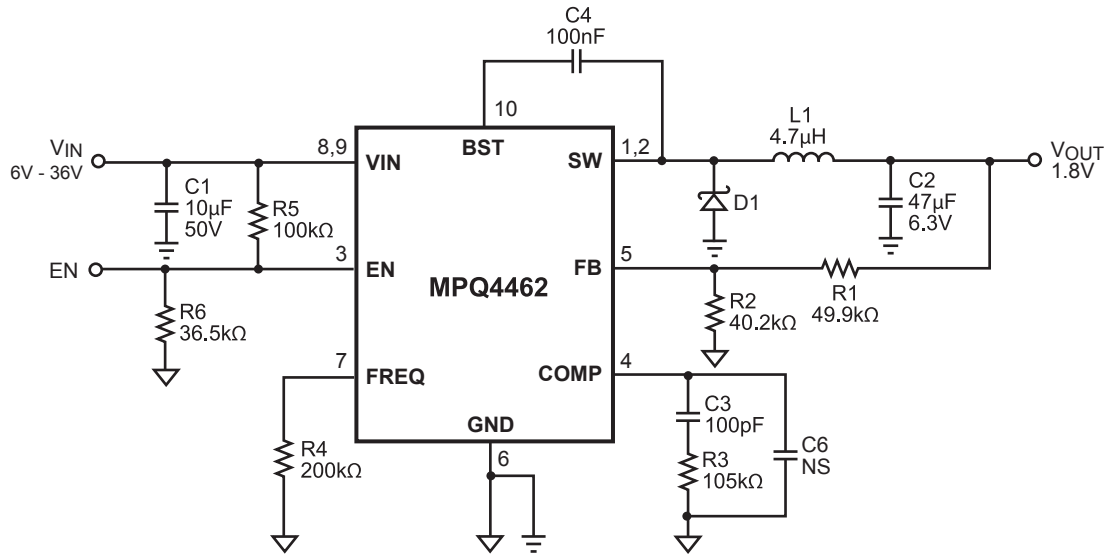 C4
100nF
10
L1
4.7µH
VIN
6V - 36V
8,9
VIN
BST
SW
1,2
VOUT
1.8V
C1
10µF
50V
R5
100kΩ
D1
C2
47µF
6.3V
EN
3
EN
MPQ4462
FB
5
R6
36.5kΩ
R2
40.2kΩ
R1
49.9kΩ
7
FREQ
COMP
4
GND
C3
100pF
R4
200kΩ
6
R3
105kΩ
C6
NS